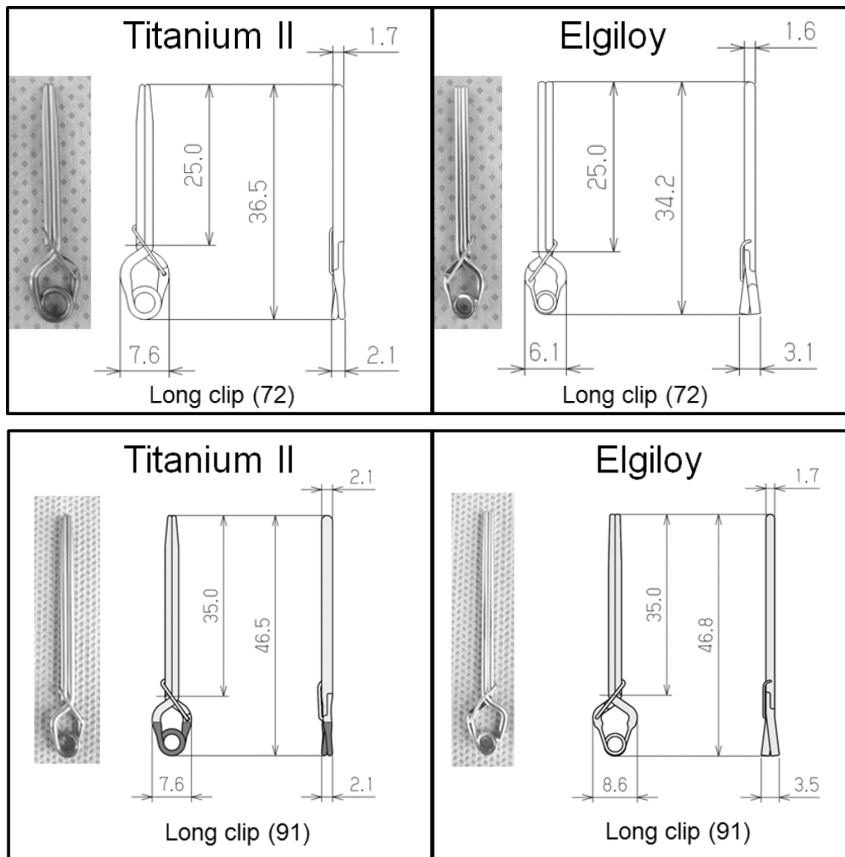 Titanium II
1.7
25.0
36.5
7.6
2.1
Long clip (72)
Elgiloy
1.6
25.0
34.2
6.1
3.1
Long clip (72)
Titanium II
2.1
35.0
46.5
7.6
2.1
Long clip (91)
Elgiloy
1.7
35.0
46.8
8.6
3.5
Long clip (91)